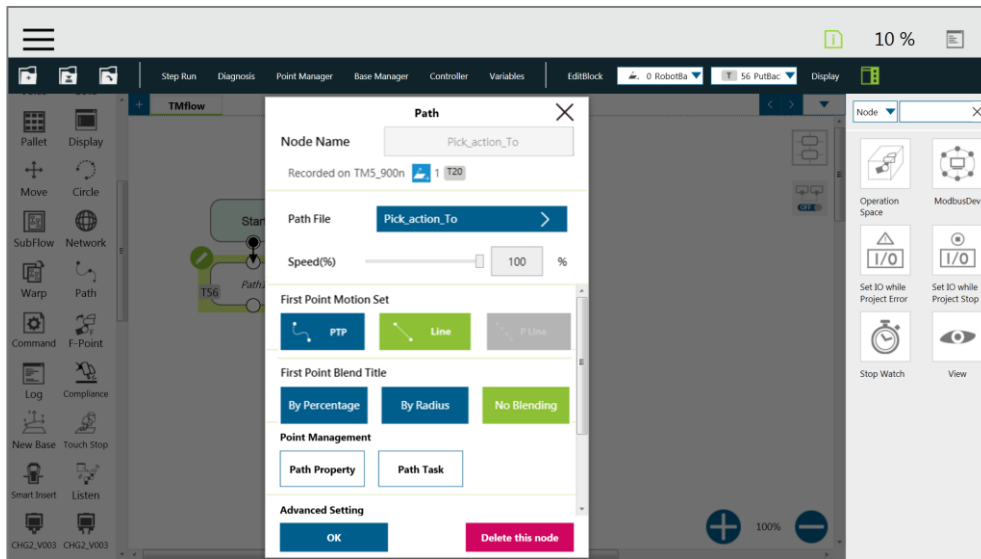 10 %
Step Run Diagnosis Point Manager Base Manager Controller Variables EditBlock 0 RobotBa T 56 PutBac Display
TMflow
Node
Pallet Display
Move Circle
SubFlow Network
Warp Path
Command F-Point
Log Compliance
New Base Touch Stop
Smart Insert Listen
CHG2_V003 CHG2_V003
Star
T56
Path
Node Name Pick_action_To
Recorded on TM5_900n 1 T20
Path File Pick_action_To
Speed(%) 100 %
First Point Motion Set
PTP Line P Line
First Point Blend Title
By Percentage By Radius No Blending
Point Management
Path Property Path Task
Advanced Setting
OK Delete this node
OFF
100%
Operation
Space
ModbusDev
I/O I/O
Set IO while
Project Error
Set IO while
Project Stop
Stop Watch View